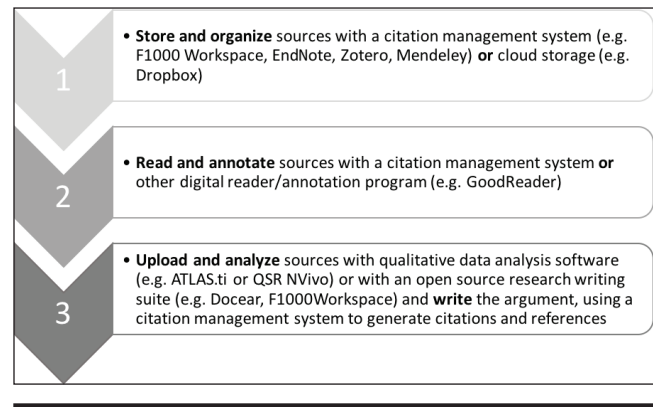 1
• Store and organize sources with a citation management system (e.g.
F1000 Workspace, EndNote, Zotero, Mendeley) or cloud storage (e.g.
Dropbox)
2
• Read and annotate sources with a citation management system or
other digital reader/annotation program (e.g. GoodReader)
3
• Upload and analyze sources with qualitative data analysis software
(e.g. ATLAS.ti or QSR NVivo) or with an open source research writing
suite (e.g. Docear, F1000Workspace) and write the argument, using a
citation management system to generate citations and references